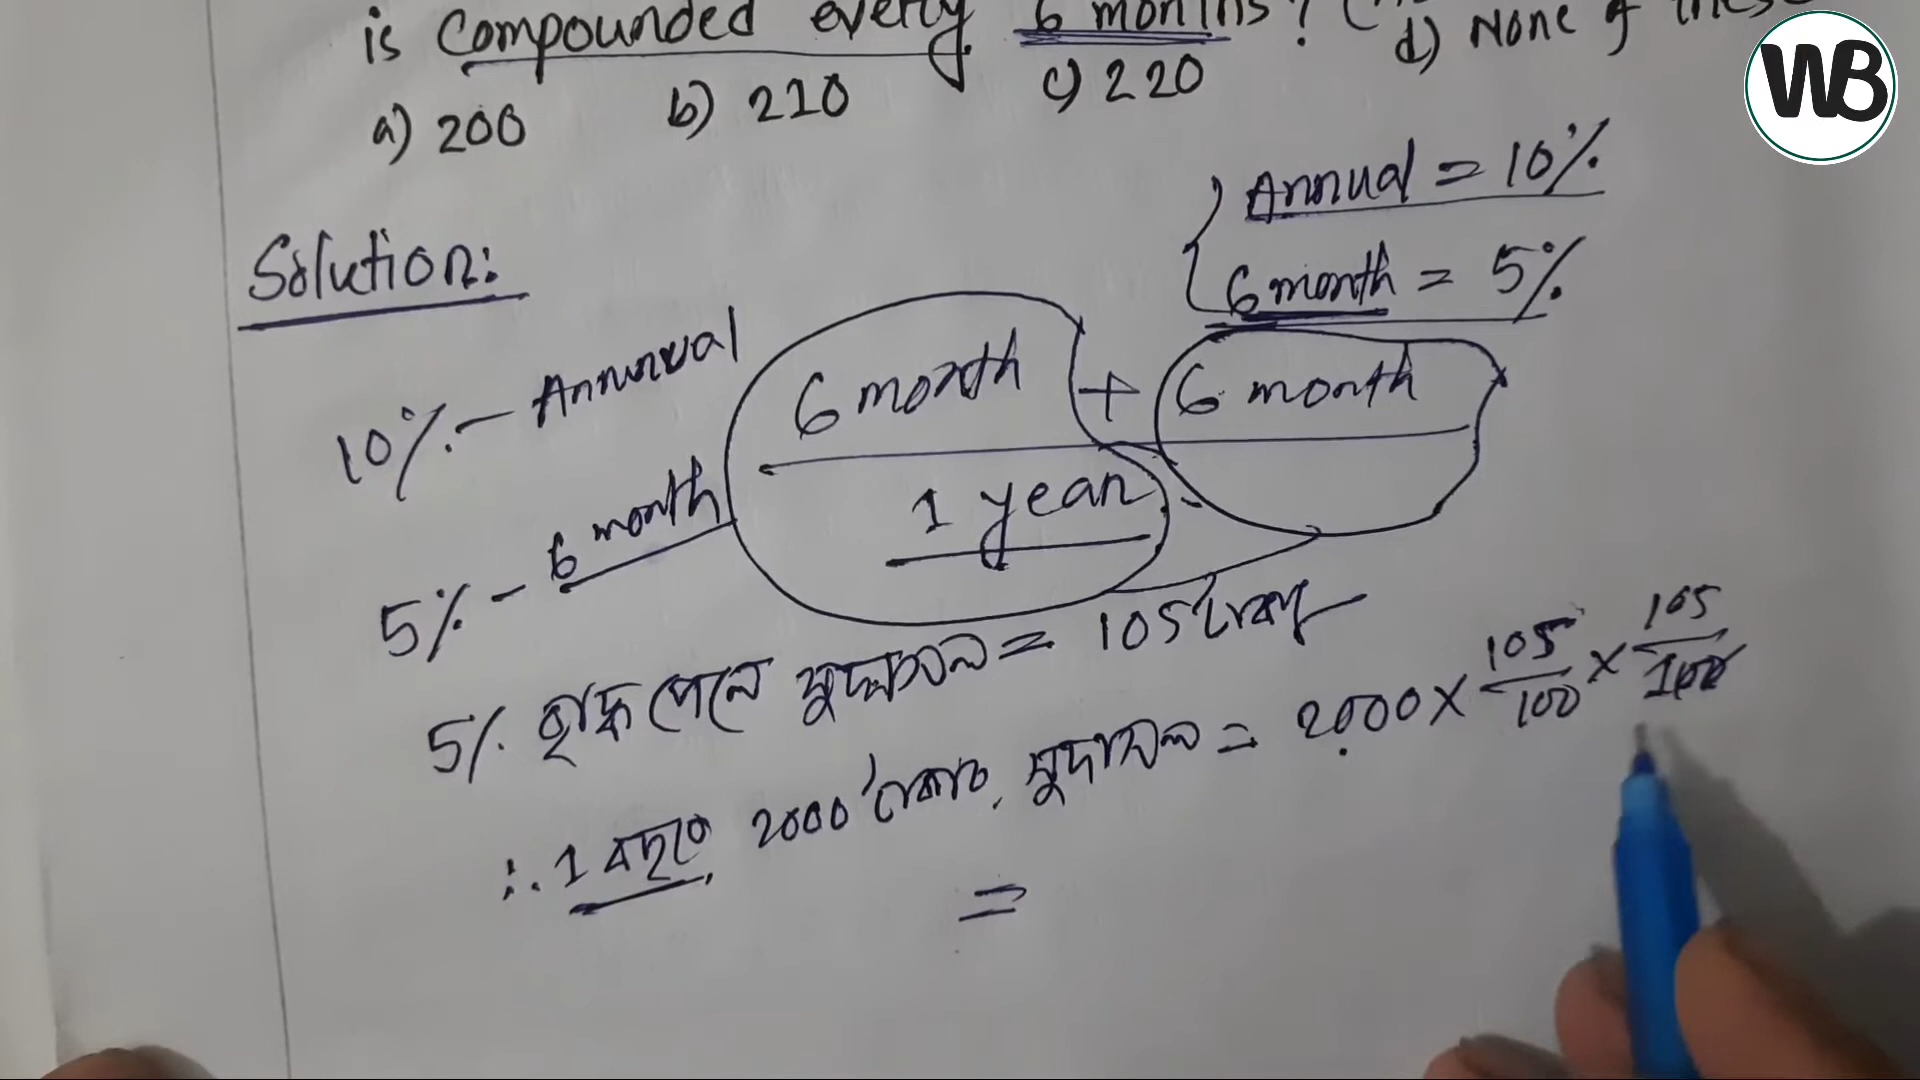 is compounded every 6 months? (
d) None of these
a) 200 b) 210 c) 220
WB
Annual = 10%
Solution:
6 month = 5%
10% - Annual
6 month + 6 month
1 year
5% - 6 month
5% বৃদ্ধি পেলে সুদাসল = 105 টাকা
∴ 1 বছরে 2000 টাকার সুদাসল = 2000 × 105/100 × 105/100
=